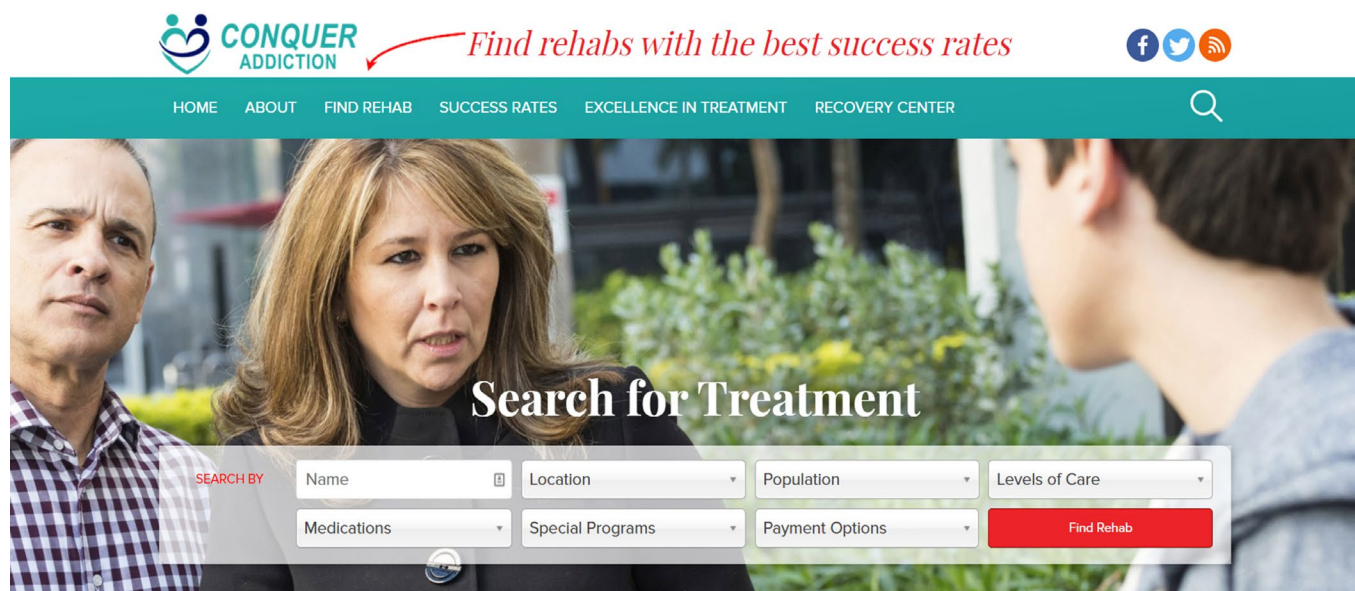 CONQUER
ADDICTION
Find rehabs with the best success rates
HOME ABOUT FIND REHAB SUCCESS RATES EXCELLENCE IN TREATMENT RECOVERY CENTER
Search for Treatment
SEARCH BY Name Location Population Levels of Care
Medications Special Programs Payment Options Find Rehab